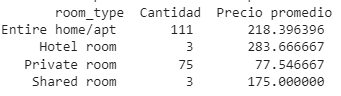 room_type Cantidad Precio promedio
Entire home/apt 111 218.396396
Hotel room 3 283.666667
Private room 75 77.546667
Shared room 3 175.000000